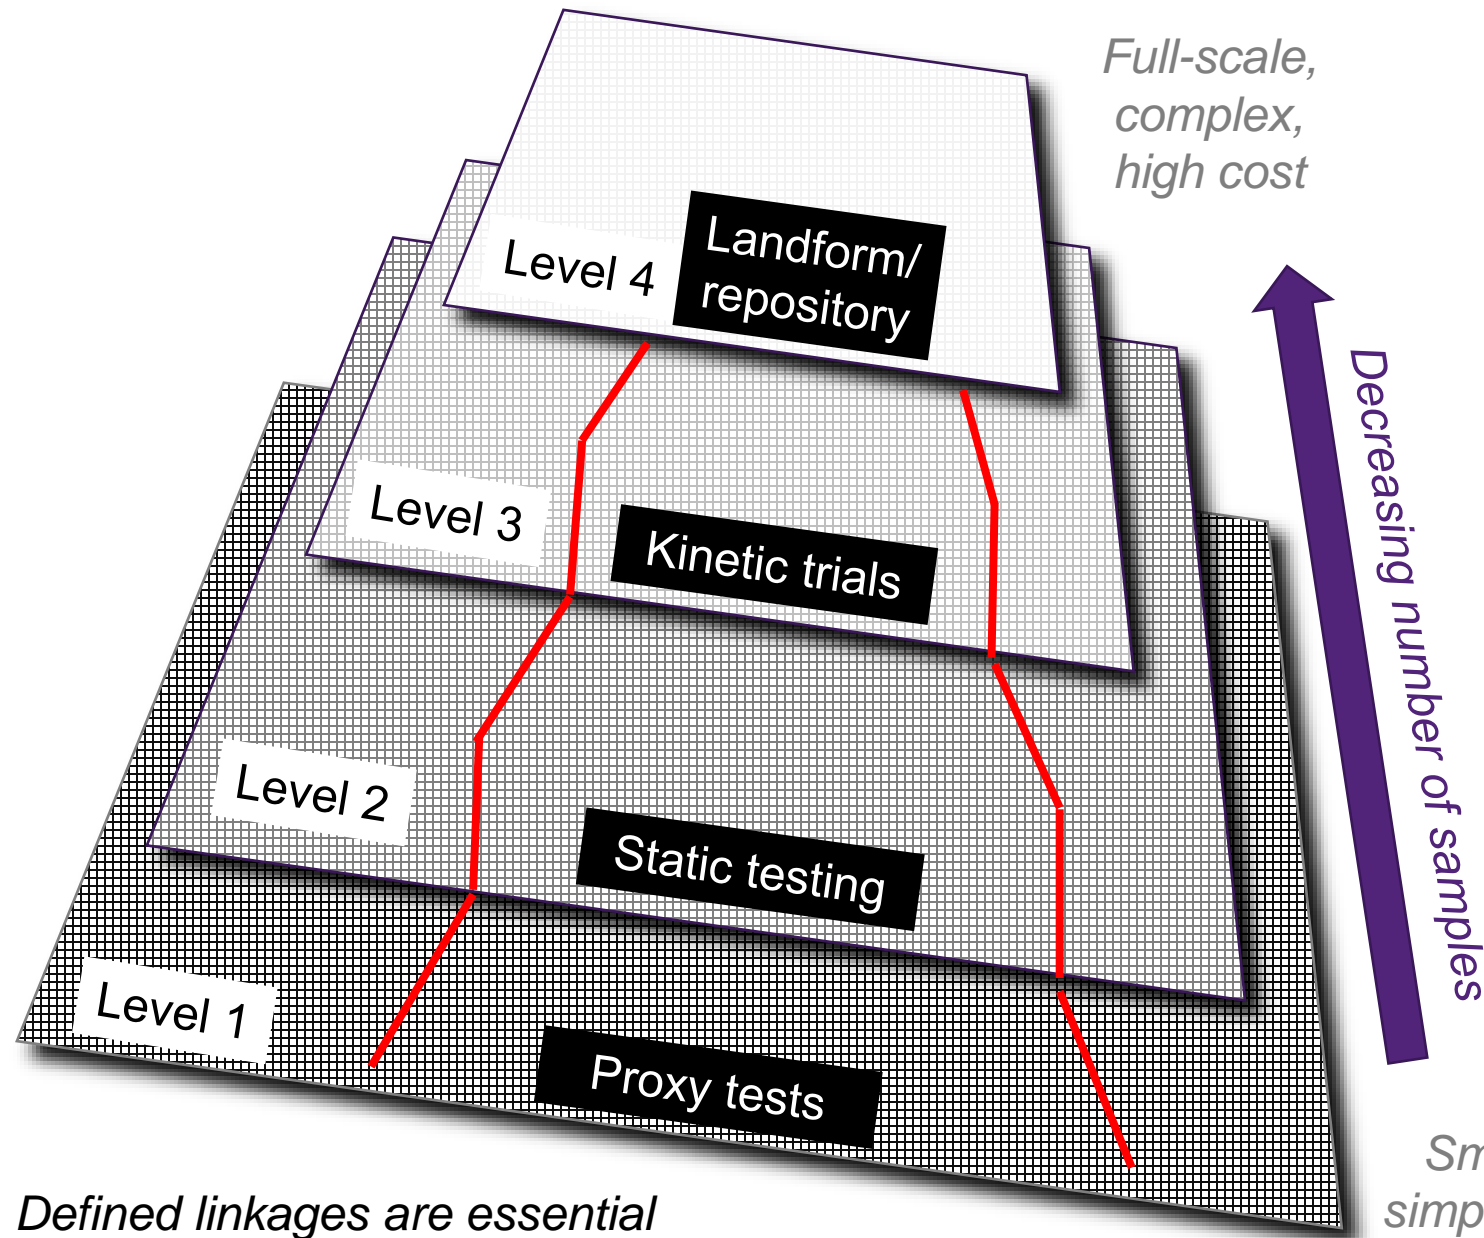 Full-scale,
complex,
high cost
Level 4
Landform/
repository
Decreasing number of samples
Level 3
Kinetic trials
Level 2
Static testing
Level 1
Proxy tests
Defined linkages are essential